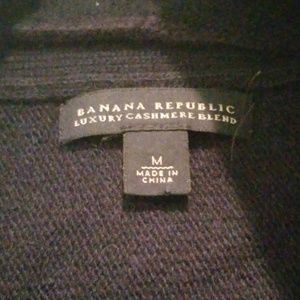 BANANA REPUBLIC
LUXURY CASHMERE BLEND
M
MADE IN
CHINA